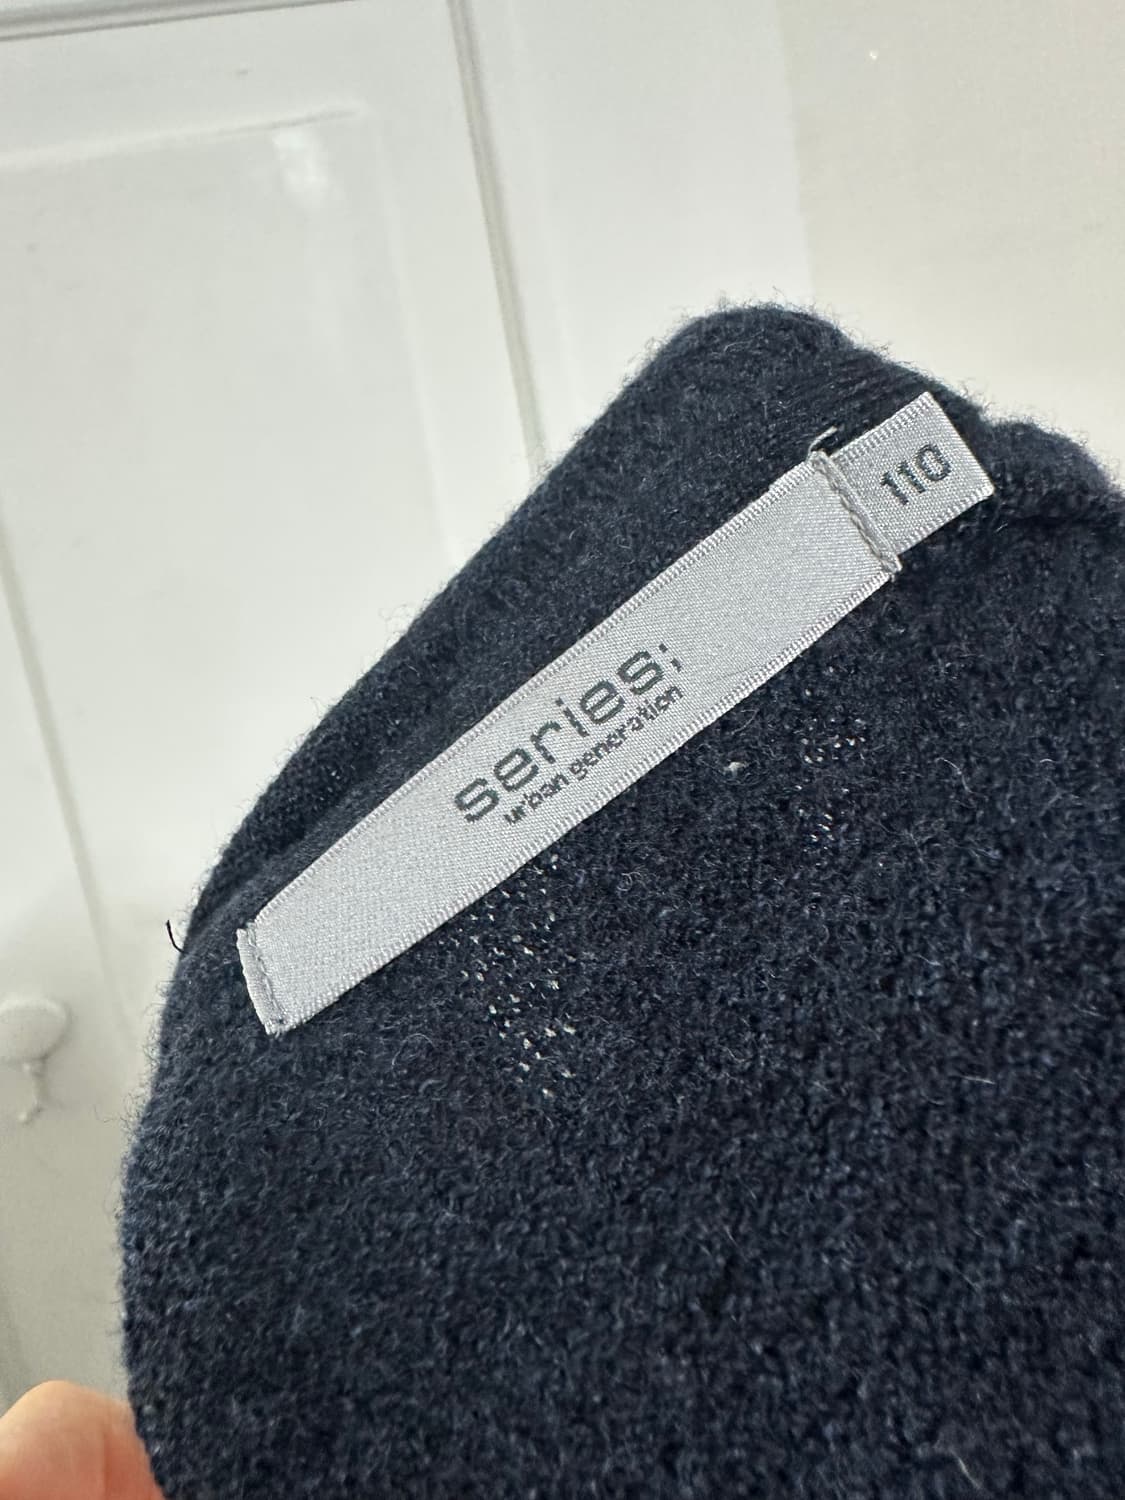 110
series;
urban generation